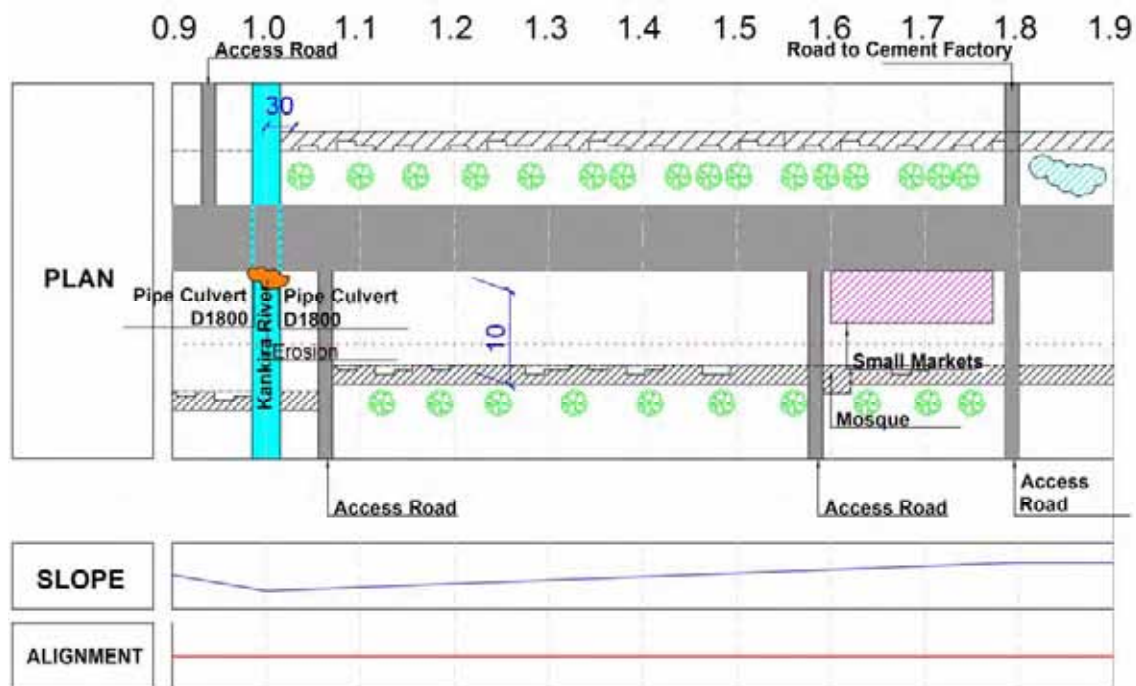 0.9 1.0 1.1 1.2 1.3 1.4 1.5 1.6 1.7 1.8 1.9
Access Road
Road to Cement Factory
30
PLAN
Pipe Culvert
D1800
Kankira River
Pipe Culvert
D1800
Erosion
10
Small Markets
Mosque
Access Road
Access Road
Access
Road
SLOPE
ALIGNMENT